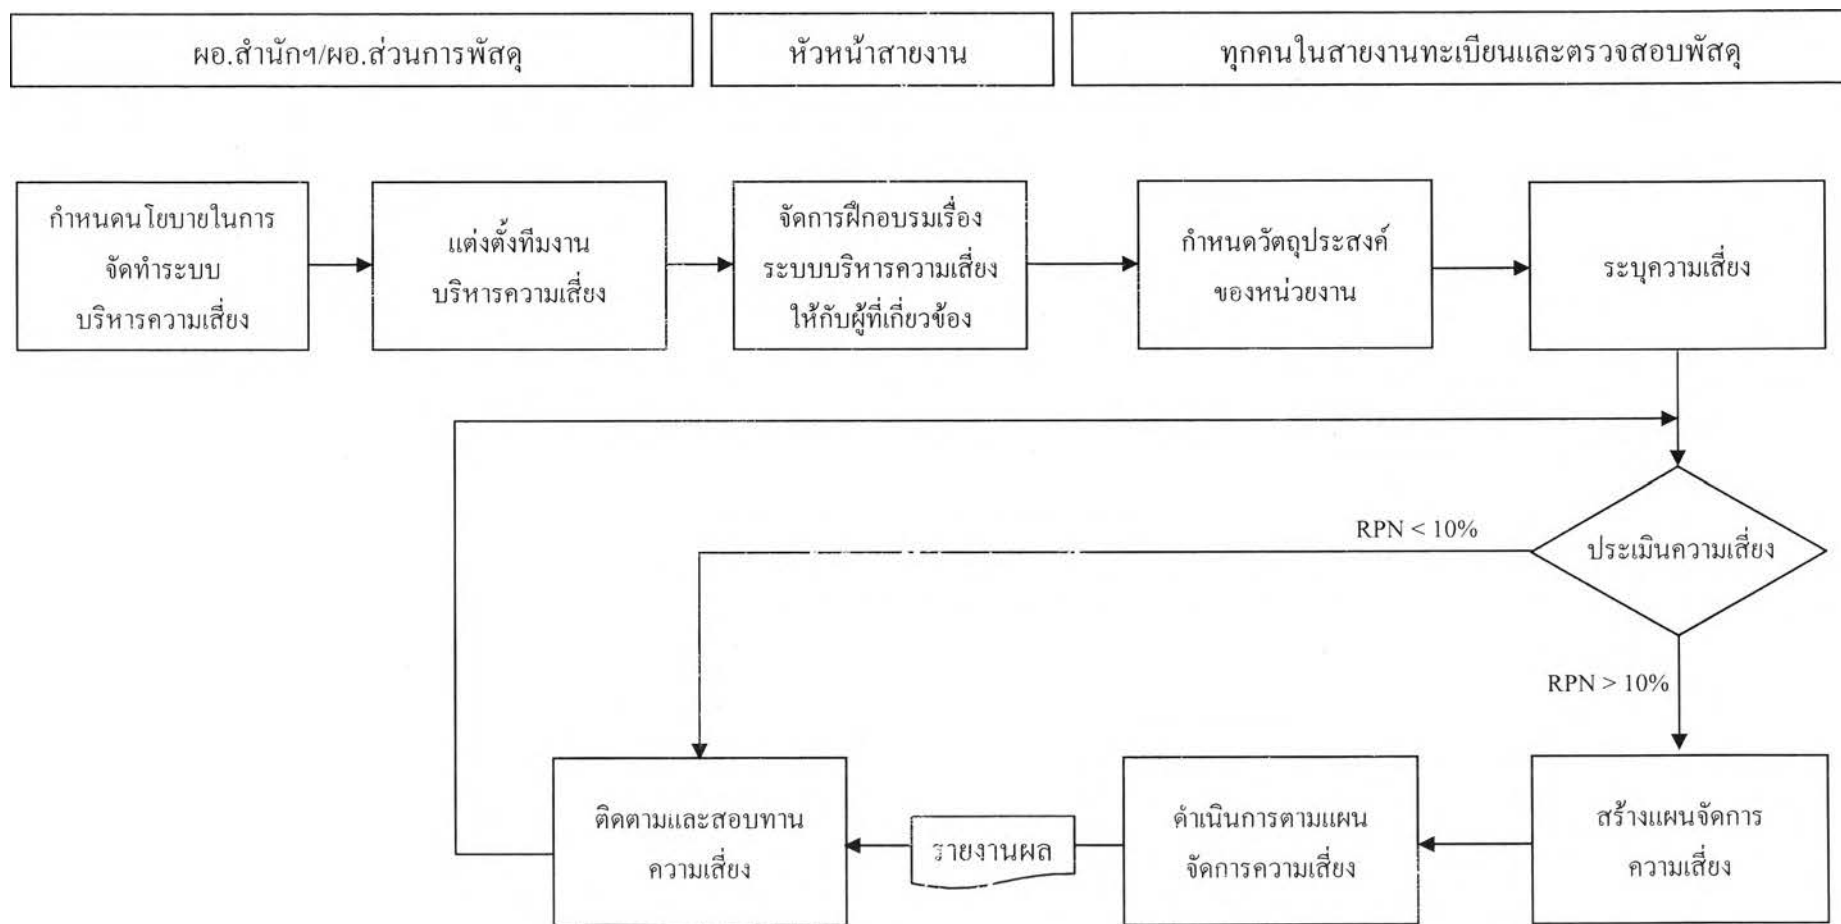 ผอ.สำนักฯ/ผอ.ส่วนการพัสดุ
หัวหน้าสายงาน
ทุกคนในสายงานทะเบียนและตรวจสอบพัสดุ
กำหนดนโยบายในการ
จัดทำระบบ
บริหารความเสี่ยง
แต่งตั้งทีมงาน
บริหารความเสี่ยง
จัดการฝึกอบรมเรื่อง
ระบบบริหารความเสี่ยง
ให้กับผู้ที่เกี่ยวข้อง
กำหนดวัตถุประสงค์
ของหน่วยงาน
ระบุความเสี่ยง
RPN < 10%
ประเมินความเสี่ยง
RPN > 10%
ติดตามและสอบทาน
ความเสี่ยง
รายงานผล
ดำเนินการตามแผน
จัดการความเสี่ยง
สร้างแผนจัดการ
ความเสี่ยง